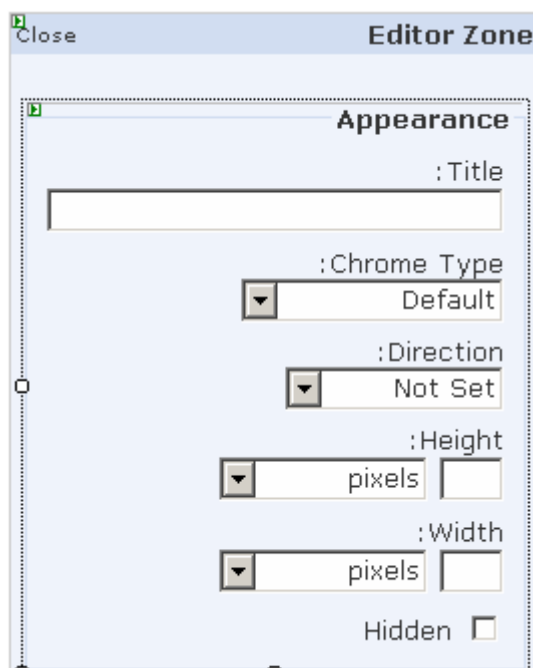 Close Editor Zone
Appearance
:Title
:Chrome Type
Default
:Direction
Not Set
:Height
pixels
:Width
pixels
Hidden